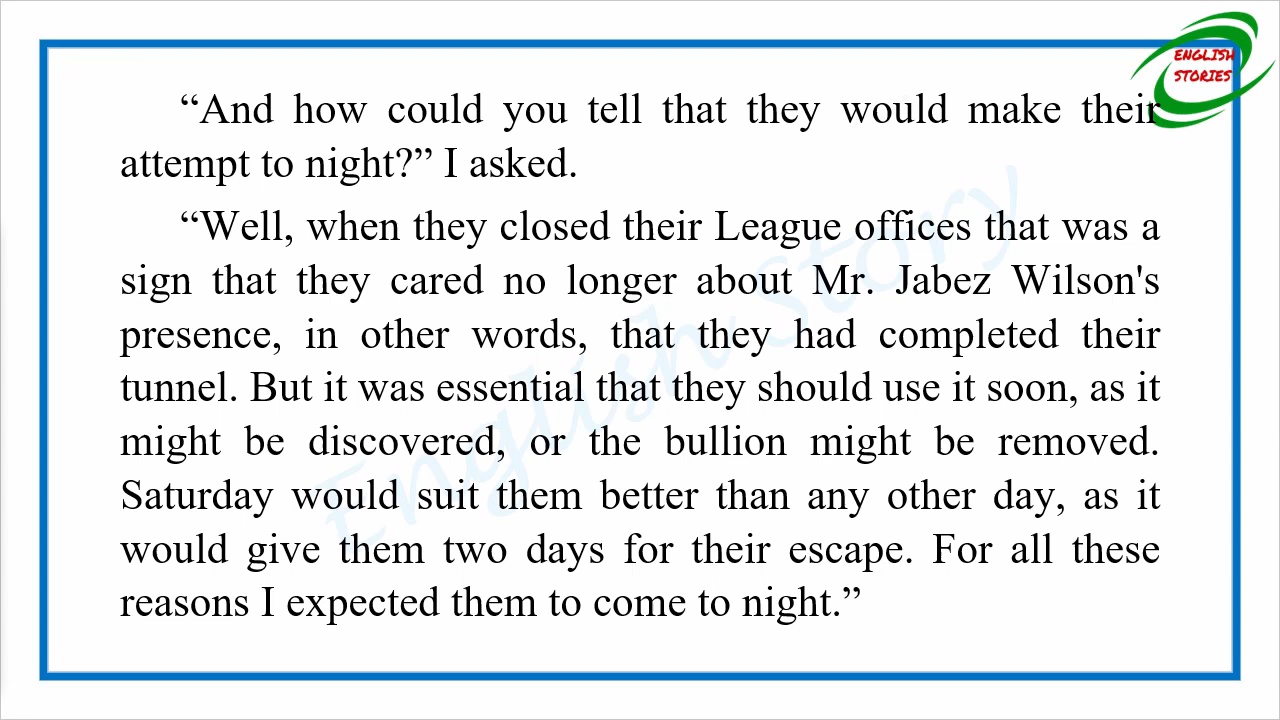 ENGLISH
STORIES
“And how could you tell that they would make their
attempt to night?” I asked.
“Well, when they closed their League offices that was a
sign that they cared no longer about Mr. Jabez Wilson's
presence, in other words, that they had completed their
tunnel. But it was essential that they should use it soon, as it
might be discovered, or the bullion might be removed.
Saturday would suit them better than any other day, as it
would give them two days for their escape. For all these
reasons I expected them to come to night.”
English Story